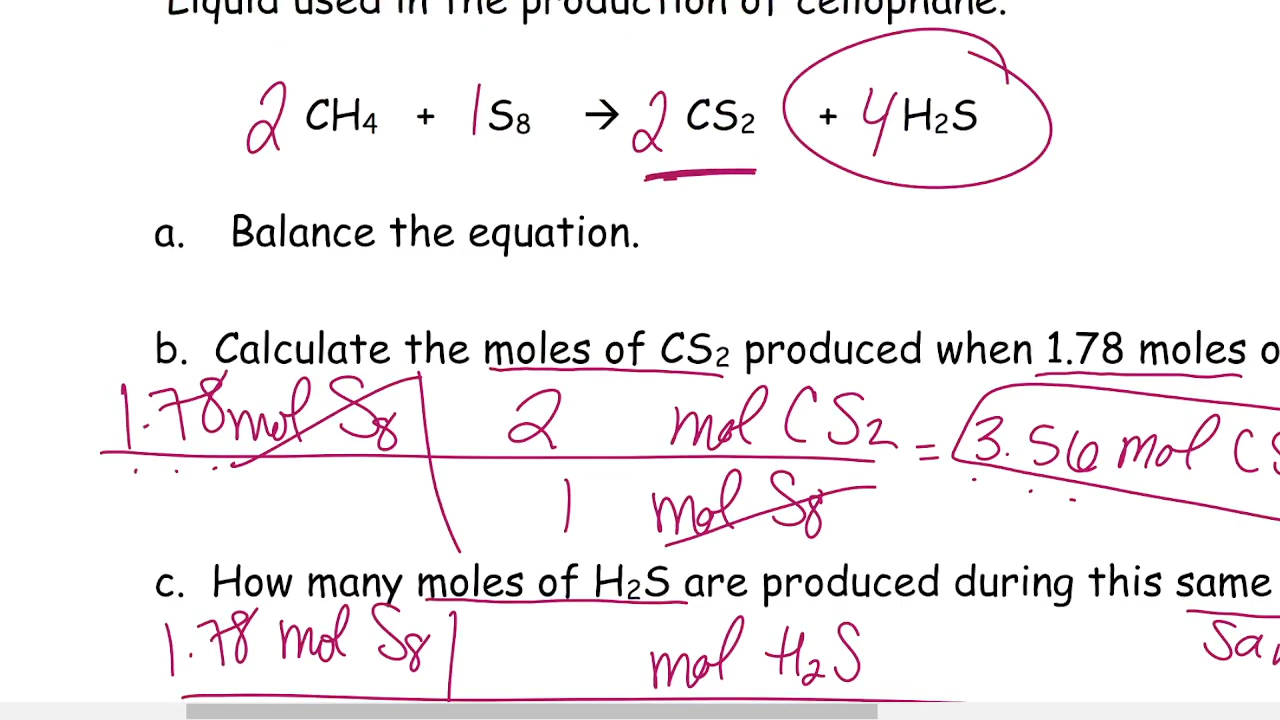 Liquid used in the production of cellophane.
2 CH4 + 1 S8 → 2 CS2 + 4 H2S
a. Balance the equation.
b. Calculate the moles of CS2 produced when 1.78 moles o
1.78 mol S8 2 mol CS2 = 3.56 mol CS
1 mol S8
c. How many moles of H2S are produced during this same
1.78 mol S8 mol H2S